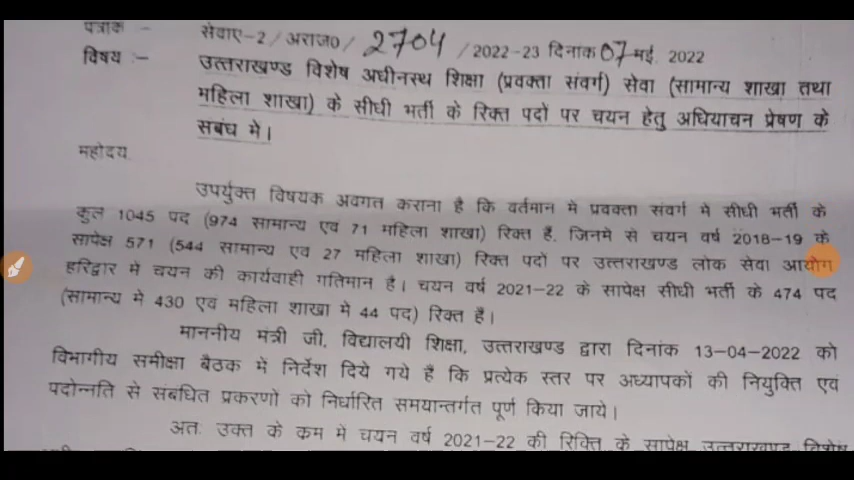 पत्रांक - सेवाए-2 / अराज0 / 2704 / 2022-23 दिनांक 07 मई, 2022
विषय :- उत्तराखण्ड विशेष अधीनस्थ शिक्षा (प्रवक्ता संवर्ग) सेवा (सामान्य शाखा तथा
महिला शाखा) के सीधी भर्ती के रिक्त पदों पर चयन हेतु अधियाचन प्रेषण के
सबंध मे।
महोदय
उपर्युक्त विषयक अवगत कराना है कि वर्तमान मे प्रवक्ता संवर्ग मे सीधी भर्ती के
कुल 1045 पद (974 सामान्य एवं 71 महिला शाखा) रिक्त हैं, जिनमे से चयन वर्ष 2018-19 के
सापेक्ष 571 (544 सामान्य एव 27 महिला शाखा) रिक्त पदों पर उत्तराखण्ड लोक सेवा आयोग
हरिद्वार मे चयन की कार्यवाही गतिमान है। चयन वर्ष 2021-22 के सापेक्ष सीधी भर्ती के 474 पद
(सामान्य मे 430 एव महिला शाखा मे 44 पद) रिक्त है।
माननीय मंत्री जी, विद्यालयी शिक्षा, उत्तराखण्ड द्वारा दिनांक 13-04-2022 को
विभागीय समीक्षा बैठक में निर्देश दिये गये है कि प्रत्येक स्तर पर अध्यापकों की नियुक्ति एवं
पदोन्नति से संबधित प्रकरणों को निर्धारित समयान्तर्गत पूर्ण किया जाये।
अतः उक्त के कम में चयन वर्ष 2021-22 की रिक्ति के सापेक्ष उत्तराखण्ड विशेष